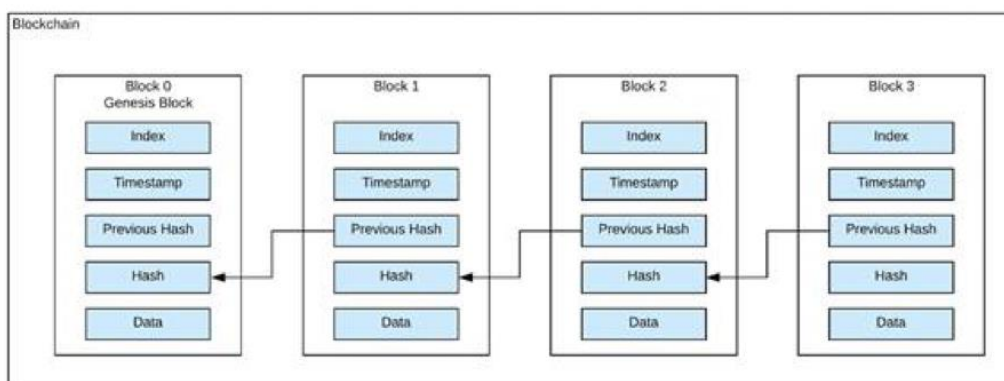 Blockchain
Block 0
Genesis Block
Index
Timestamp
Previous Hash
Hash
Data
Block 1
Index
Timestamp
Previous Hash
Hash
Data
Block 2
Index
Timestamp
Previous Hash
Hash
Data
Block 3
Index
Timestamp
Previous Hash
Hash
Data